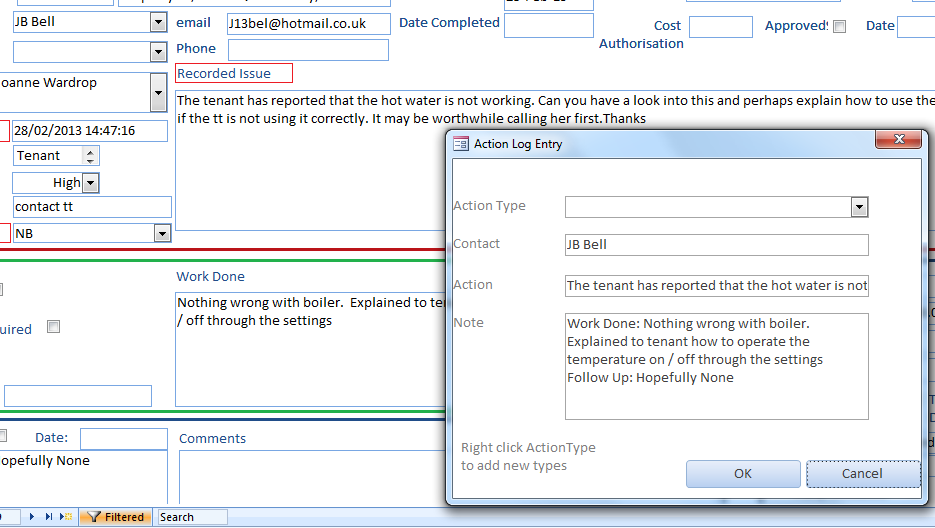 JB Bell
email
J13bel@hotmail.co.uk
Date Completed
Cost
Authorisation
Approved:
Date
Phone
Recorded Issue
oanne Wardrop
The tenant has reported that the hot water is not working. Can you have a look into this and perhaps explain how to use the
if the tt is not using it correctly. It may be worthwhile calling her first.Thanks
28/02/2013 14:47:16
Tenant
High
contact tt
NB
Action Log Entry
Action Type
Contact
JB Bell
Action
The tenant has reported that the hot water is not
Note
Work Done: Nothing wrong with boiler.
Explained to tenant how to operate the
temperature on / off through the settings
Follow Up: Hopefully None
Right click ActionType
to add new types
OK
Cancel
Work Done
Nothing wrong with boiler.  Explained to ter
/ off through the settings
uired
Date:
Comments
opefully None
Filtered
Search